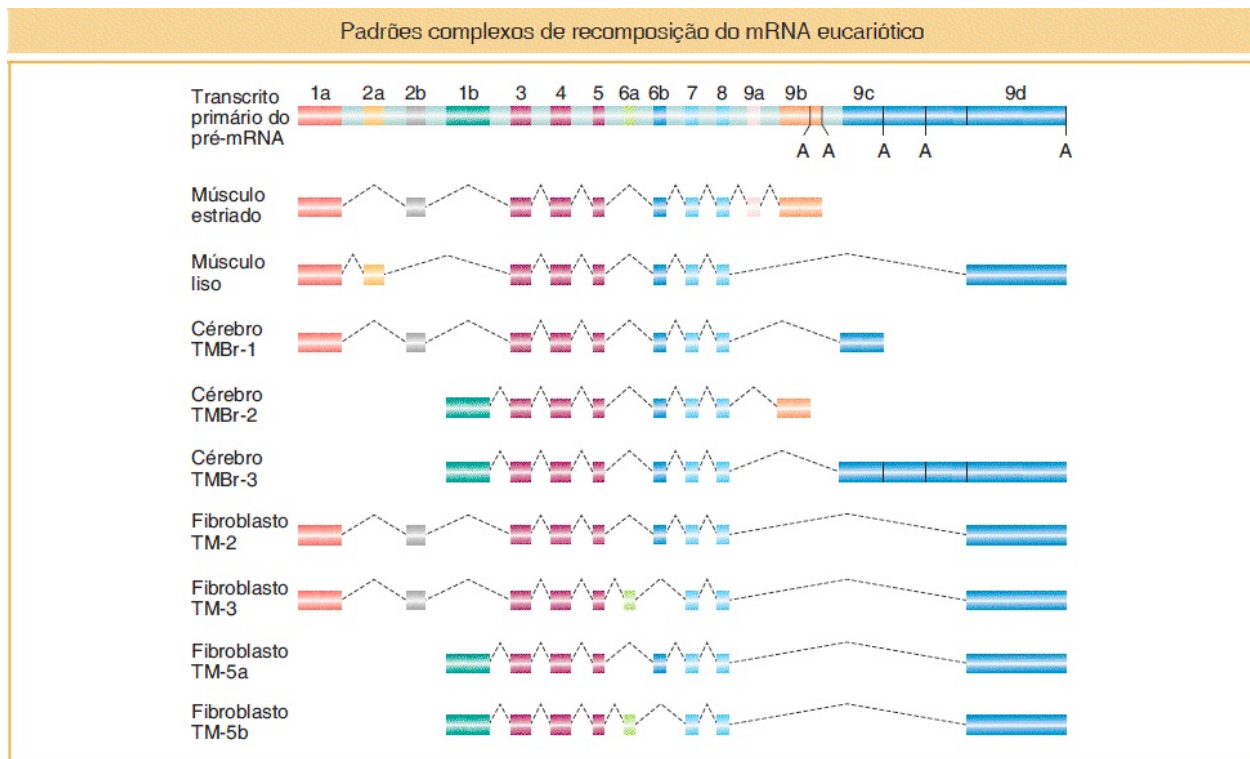 Padrões complexos de recomposição do mRNA eucariótico
1a 2a 2b 1b 3 4 5 6a 6b 7 8 9a 9b 9c 9d
Transcrito
primário do
pré-mRNA
A A A A A
Músculo
estriado
Músculo
liso
Cérebro
TMBr-1
Cérebro
TMBr-2
Cérebro
TMBr-3
Fibroblasto
TM-2
Fibroblasto
TM-3
Fibroblasto
TM-5a
Fibroblasto
TM-5b